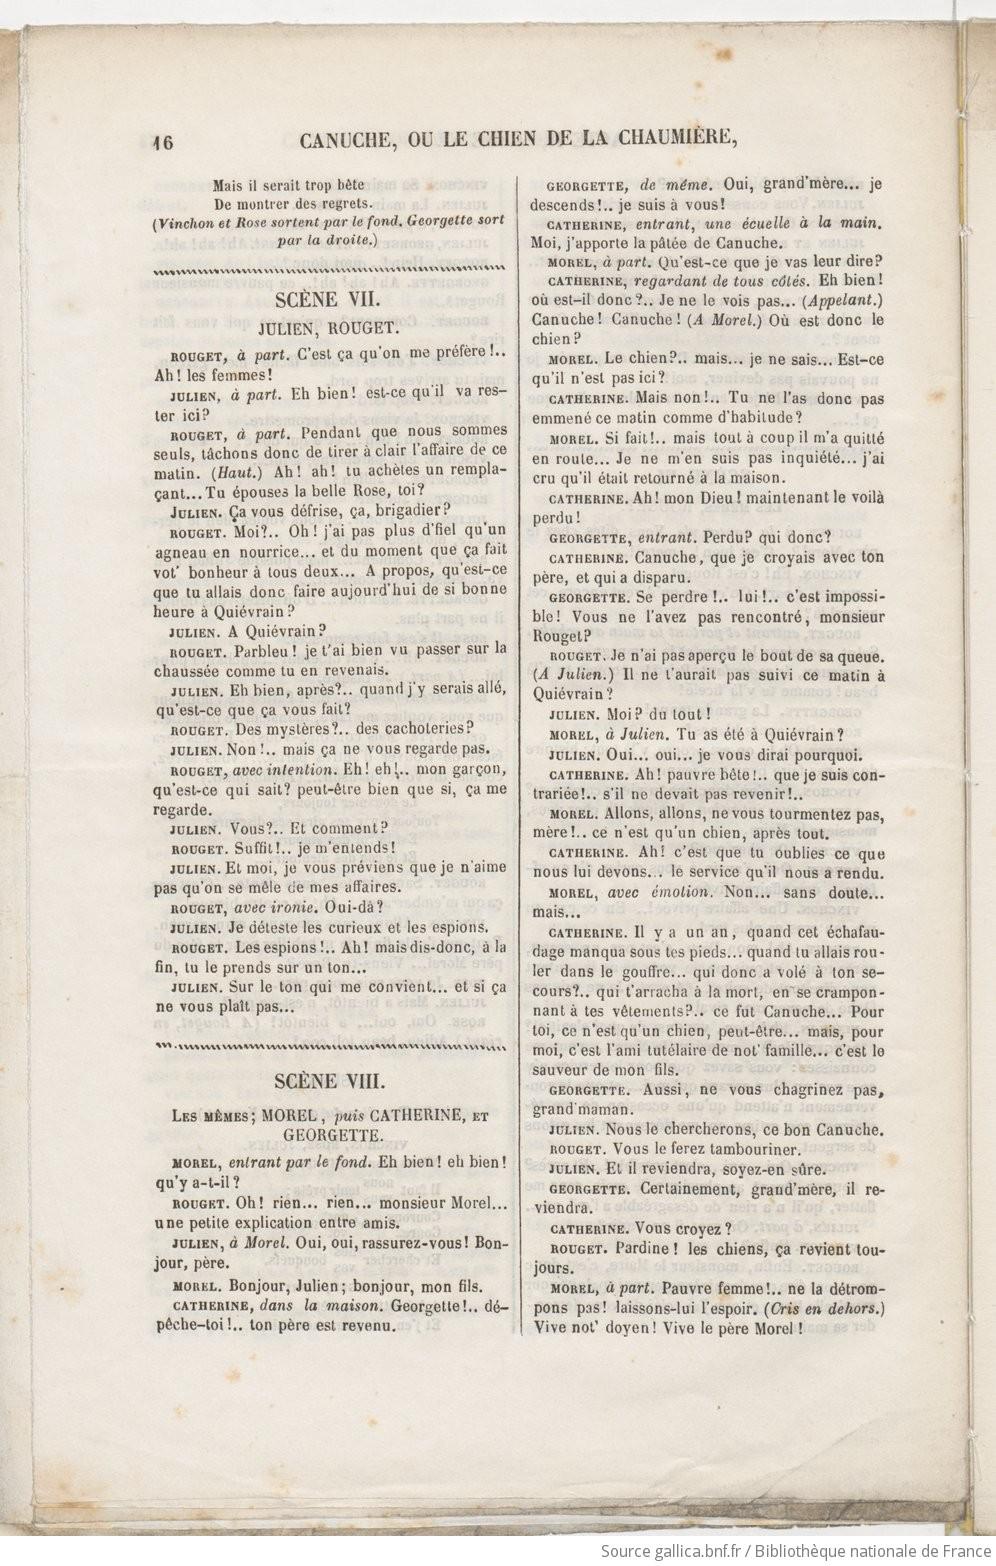 16
CANUCHE, OU LE CHIEN DE LA CHAUMIÈRE,
Mais il serait trop bête
De montrer des regrets.
(Vinchon et Rose sortent par le fond. Georgette sort
par la droite.)
SCÈNE VII.
JULIEN, ROUGET.
ROUGET, à part. C'est ça qu'on me préfère!..
Ah! les femmes!
JULIEN, à part. Eh bien! est-ce qu'il va res-
ter ici?
ROUGET, à part. Pendant que nous sommes
seuls, tâchons donc de tirer à clair l'affaire de ce
matin. (Haut.) Ah! ah! tu achètes un rempla-
çant... Tu épouses la belle Rose, toi?
JULIEN. Ça vous défrise, ça, brigadier?
ROUGET. Moi?.. Oh! j'ai pas plus d'fiel qu'un
agneau en nourrice... et du moment que ça fait
vot' bonheur à tous deux... A propos, qu'est-ce
que tu allais donc faire aujourd'hui de si bonne
heure à Quiévrain?
JULIEN. A Quiévrain?
ROUGET. Parbleu! je t'ai bien vu passer sur la
chaussée comme tu en revenais.
JULIEN. Eh bien, après?.. quand j'y serais allé,
qu'est-ce que ça vous fait?
ROUGET. Des mystères?.. des cachoteries?
JULIEN. Non!.. mais ça ne vous regarde pas.
ROUGET, avec intention. Eh! eh!.. mon garçon,
qu'est-ce qui sait? peut-être bien que si, ça me
regarde.
JULIEN. Vous?.. Et comment?
ROUGET. Suffit!.. je m'entends!
JULIEN. Et moi, je vous préviens que je n'aime
pas qu'on se mêle de mes affaires.
ROUGET, avec ironie. Oui-dà?
JULIEN. Je déteste les curieux et les espions.
ROUGET. Les espions!.. Ah! mais dis-donc, à la
fin, tu le prends sur un ton...
JULIEN. Sur le ton qui me convient... et si ça
ne vous plaît pas...
SCÈNE VIII.
LES MÊMES; MOREL, puis CATHERINE, ET
GEORGETTE.
MOREL, entrant par le fond. Eh bien! eh bien!
qu'y a-t-il?
ROUGET. Oh! rien... rien... monsieur Morel...
une petite explication entre amis.
JULIEN, à Morel. Oui, oui, rassurez-vous! Bon-
jour, père.
MOREL. Bonjour, Julien; bonjour, mon fils.
CATHERINE, dans la maison. Georgette!.. dé-
pêche-toi!.. ton père est revenu.
GEORGETTE, de même. Oui, grand'mère... je
descends!.. je suis à vous!
CATHERINE, entrant, une écuelle à la main.
Moi, j'apporte la pâtée de Canuche.
MOREL, à part. Qu'est-ce que je vas leur dire?
CATHERINE, regardant de tous côtés. Eh bien!
où est-il donc?.. Je ne le vois pas... (Appelant.)
Canuche! Canuche! (A Morel.) Où est donc le
chien?
MOREL. Le chien?.. mais... je ne sais... Est-ce
qu'il n'est pas ici?
CATHERINE. Mais non!.. Tu ne l'as donc pas
emmené ce matin comme d'habitude?
MOREL. Si fait!.. mais tout à coup il m'a quitté
en route... Je ne m'en suis pas inquiété... j'ai
cru qu'il était retourné à la maison.
CATHERINE. Ah! mon Dieu! maintenant le voilà
perdu!
GEORGETTE, entrant. Perdu? qui donc?
CATHERINE. Canuche, que je croyais avec ton
père, et qui a disparu.
GEORGETTE. Se perdre!.. lui!.. c'est impossi-
ble! Vous ne l'avez pas rencontré, monsieur
Rouget?
ROUGET. Je n'ai pas aperçu le bout de sa queue.
(A Julien.) Il ne t'aurait pas suivi ce matin à
Quiévrain?
JULIEN. Moi? du tout!
MOREL, à Julien. Tu as été à Quiévrain?
JULIEN. Oui... oui... je vous dirai pourquoi.
CATHERINE. Ah! pauvre bête!.. que je suis con-
trariée!.. s'il ne devait pas revenir!..
MOREL. Allons, allons, ne vous tourmentez pas,
mère!.. ce n'est qu'un chien, après tout.
CATHERINE. Ah! c'est que tu oublies ce que
nous lui devons... le service qu'il nous a rendu.
MOREL, avec émotion. Non... sans doute...
mais...
CATHERINE. Il y a un an, quand cet échafau-
dage manqua sous tes pieds... quand tu allais rou-
ler dans le gouffre... qui donc a volé à ton se-
cours?.. qui t'arracha à la mort, en se crampon-
nant à tes vêtements?.. ce fut Canuche... Pour
toi, ce n'est qu'un chien, peut-être... mais, pour
moi, c'est l'ami tutélaire de not' famille... c'est le
sauveur de mon fils.
GEORGETTE. Aussi, ne vous chagrinez pas,
grand'maman.
JULIEN. Nous le chercherons, ce bon Canuche.
ROUGET. Vous le ferez tambouriner.
JULIEN. Et il reviendra, soyez-en sûre.
GEORGETTE. Certainement, grand'mère, il re-
viendra.
CATHERINE. Vous croyez?
ROUGET. Pardine! les chiens, ça revient tou-
jours.
MOREL, à part. Pauvre femme!.. ne la détrom-
pons pas! laissons-lui l'espoir. (Cris en dehors.)
Vive not' doyen! Vive le père Morel!
Source gallica.bnf.fr / Bibliothèque nationale de France